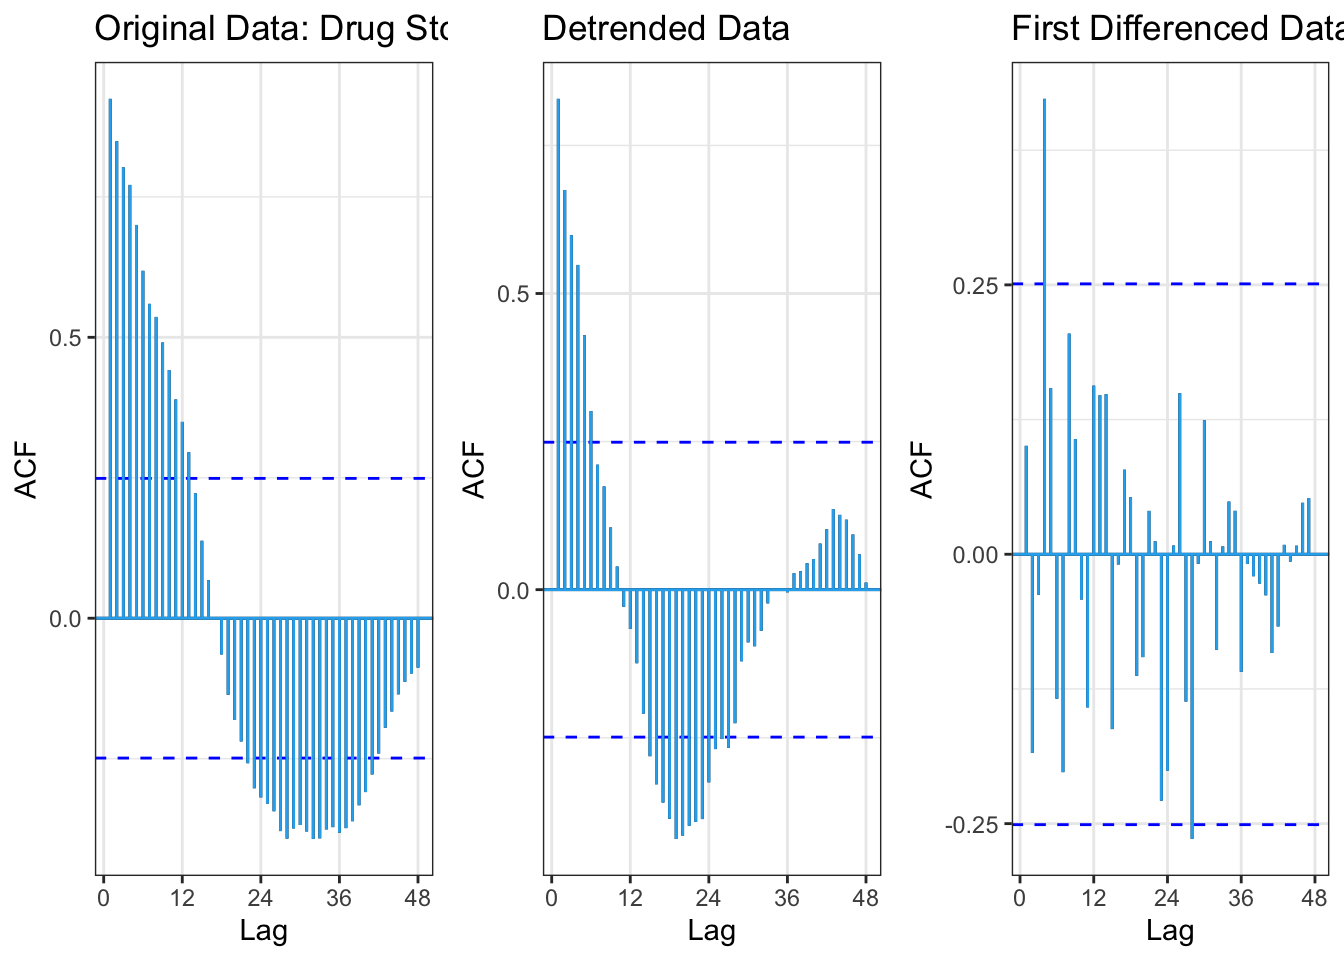 Original Data: Drug Sto
ACF
0.5
0.0
0 12 24 36 48
Lag
Detrended Data
ACF
0.5
0.0
0 12 24 36 48
Lag
First Differenced Data
ACF
0.25
0.00
-0.25
0 12 24 36 48
Lag